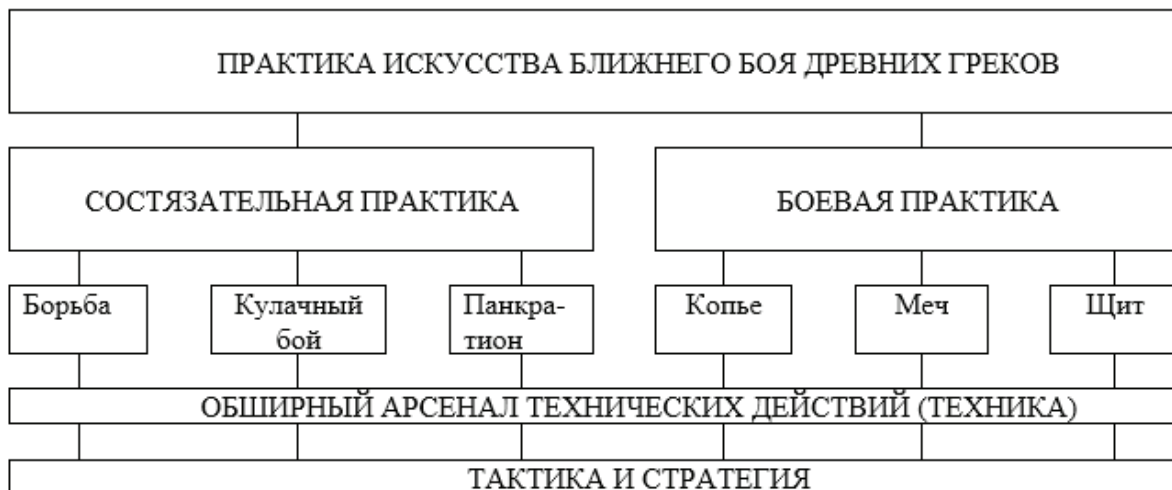 ПРАКТИКА ИСКУССТВА БЛИЖНЕГО БОЯ ДРЕВНИХ ГРЕКОВ
СОСТЯЗАТЕЛЬНАЯ ПРАКТИКА
БОЕВАЯ ПРАКТИКА
Борьба
Кулачный
бой
Панкра-
тион
Копье
Меч
Щит
ОБШИРНЫЙ АРСЕНАЛ ТЕХНИЧЕСКИХ ДЕЙСТВИЙ (ТЕХНИКА)
ТАКТИКА И СТРАТЕГИЯ